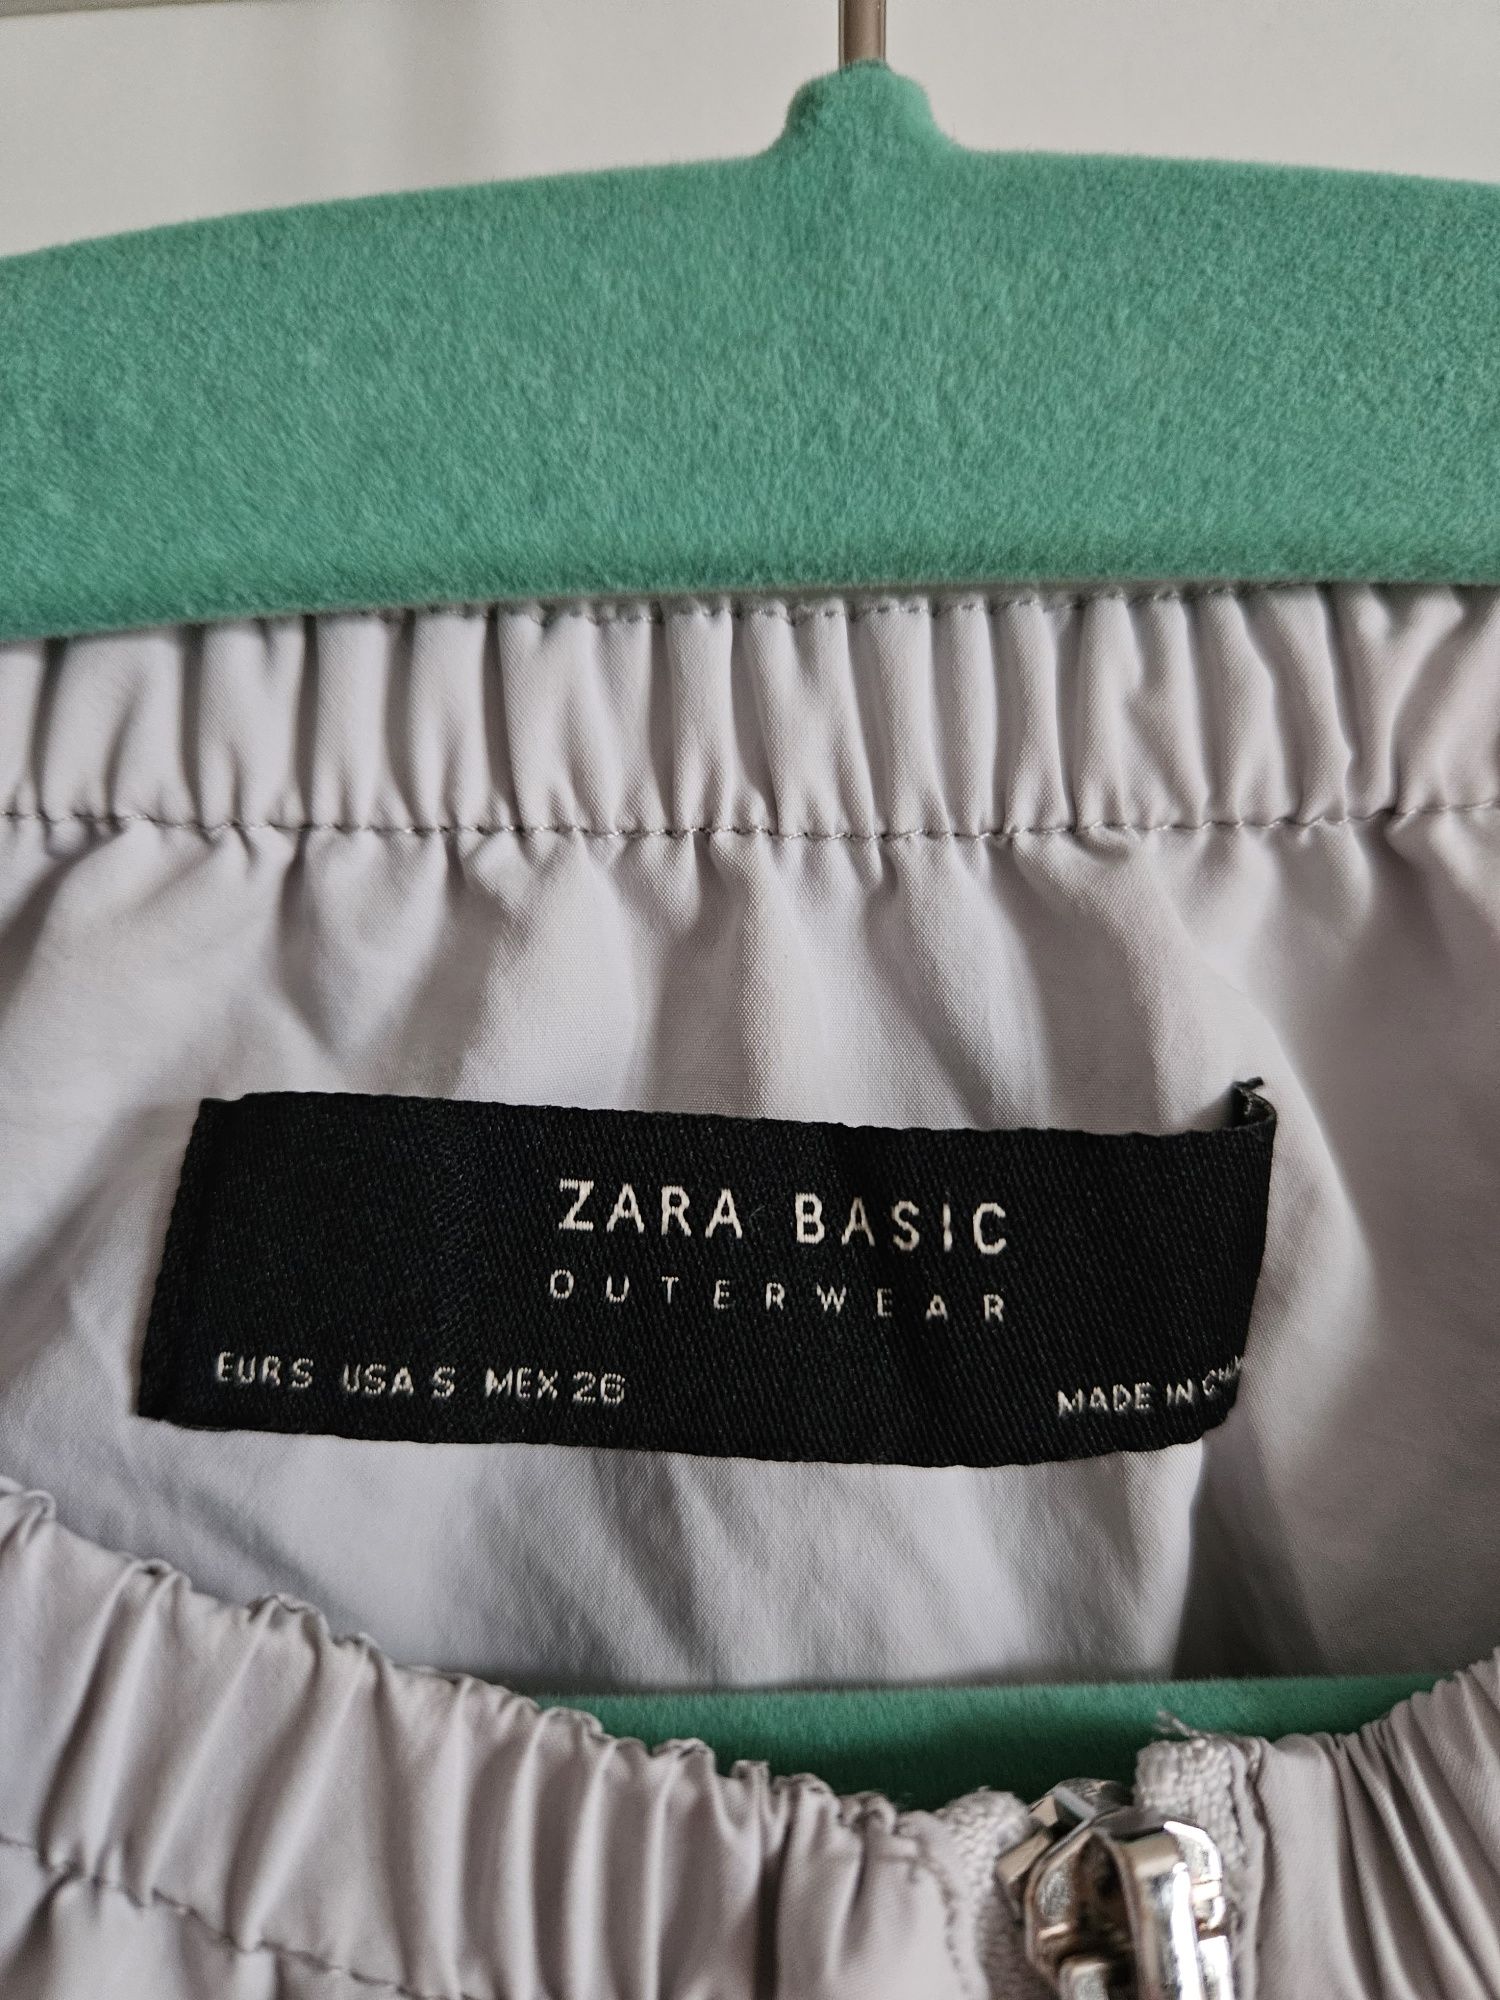 ZARA BASIC
OUTERWEAR
EUR S USA S MEX 26
MADE IN